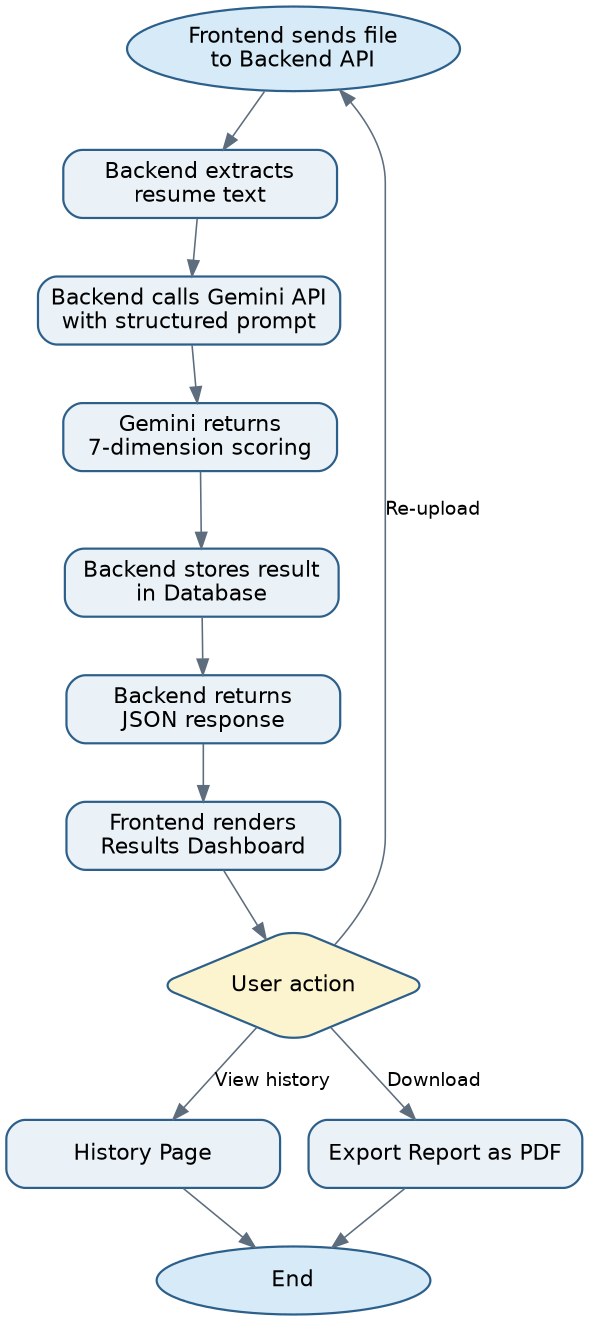 Frontend sends file
to Backend API
Backend extracts
resume text
Backend calls Gemini API
with structured prompt
Gemini returns
7-dimension scoring
Re-upload
Backend stores result
in Database
Backend returns
JSON response
Frontend renders
Results Dashboard
User action
View history
Download
History Page
Export Report as PDF
End